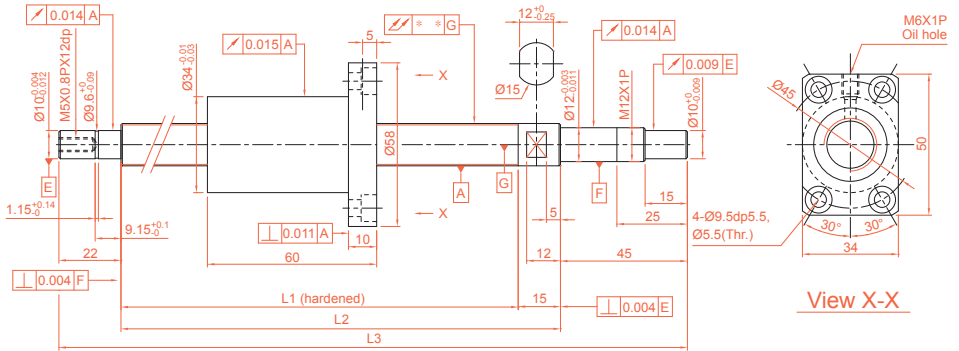 ↗ 0.014 A
Ø10 -0.004 -0.012
M5X0.8PX12dp
Ø9.6 +0 -0.09
Ø34 -0.01 -0.03
↗ 0.015 A
5
X
⌰ * * G
12 +0 -0.25
Ø15
Ø12 -0.003 -0.011
↗ 0.014 A
M12X1P
↗ 0.009 E
Ø10 +0 -0.009
M6X1P
Oil hole
Ø45
50
Ø58
E
A
G
F
X
1.15 +0.14 -0
9.15 +0.1 -0
⊥ 0.011 A
10
60
5
12
15
25
45
22
4-Ø9.5dp5.5,
Ø5.5(Thr.)
30°
30°
34
⊥ 0.004 F
L1 (hardened)
15
⊥ 0.004 E
L2
L3
View X-X